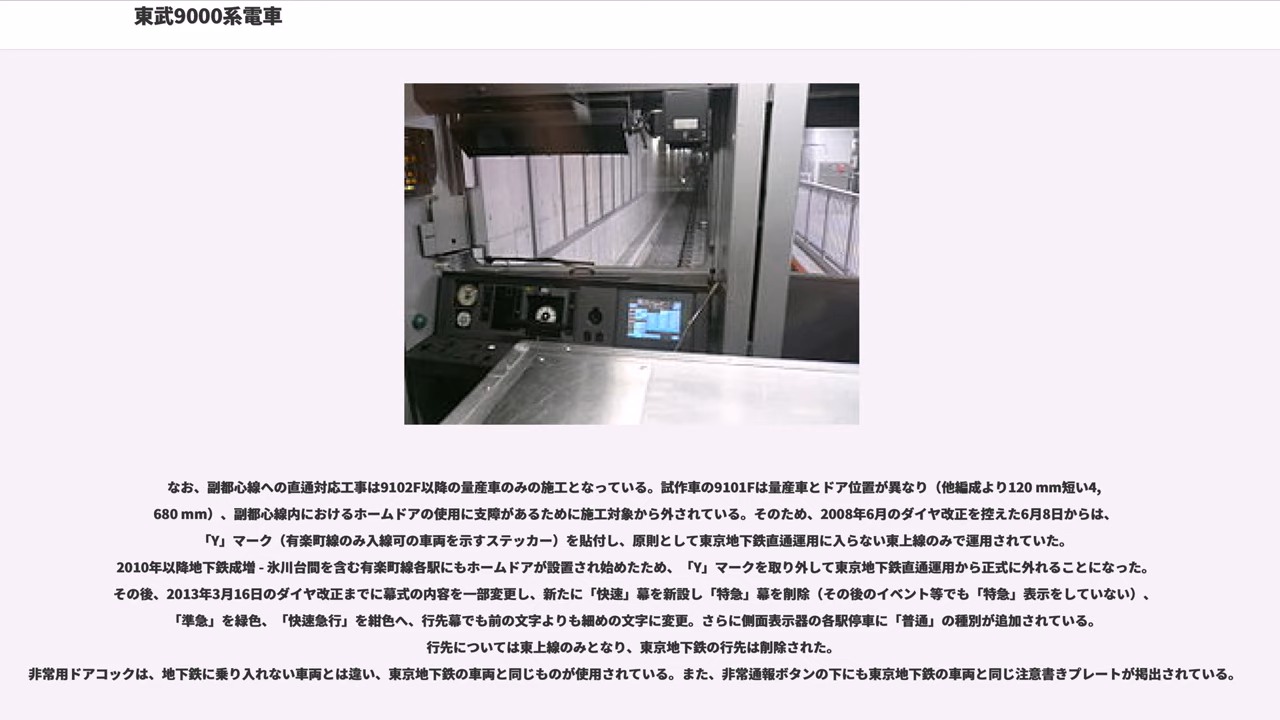 東武9000系電車
なお、副都心線への直通対応工事は9102F以降の量産車のみの施工となっている。試作車の9101Fは量産車とドア位置が異なり（他編成より120 mm短い4,
680 mm）、副都心線内におけるホームドアの使用に支障があるために施工対象から外されている。そのため、2008年6月のダイヤ改正を控えた6月8日からは、
「Y」マーク（有楽町線のみ入線可の車両を示すステッカー）を貼付し、原則として東京地下鉄直通運用に入らない東上線のみで運用されていた。
2010年以降地下鉄成増 - 氷川台間を含む有楽町線各駅にもホームドアが設置され始めたため、「Y」マークを取り外して東京地下鉄直通運用から正式に外れることになった。
その後、2013年3月16日のダイヤ改正までに幕式の内容を一部変更し、新たに「快速」幕を新設し「特急」幕を削除（その後のイベント等でも「特急」表示をしていない）、
「準急」を緑色、「快速急行」を紺色へ、行先幕でも前の文字よりも細めの文字に変更。さらに側面表示器の各駅停車に「普通」の種別が追加されている。
行先については東上線のみとなり、東京地下鉄の行先は削除された。
非常用ドアコックは、地下鉄に乗り入れない車両とは違い、東京地下鉄の車両と同じものが使用されている。また、非常通報ボタンの下にも東京地下鉄の車両と同じ注意書きプレートが掲出されている。